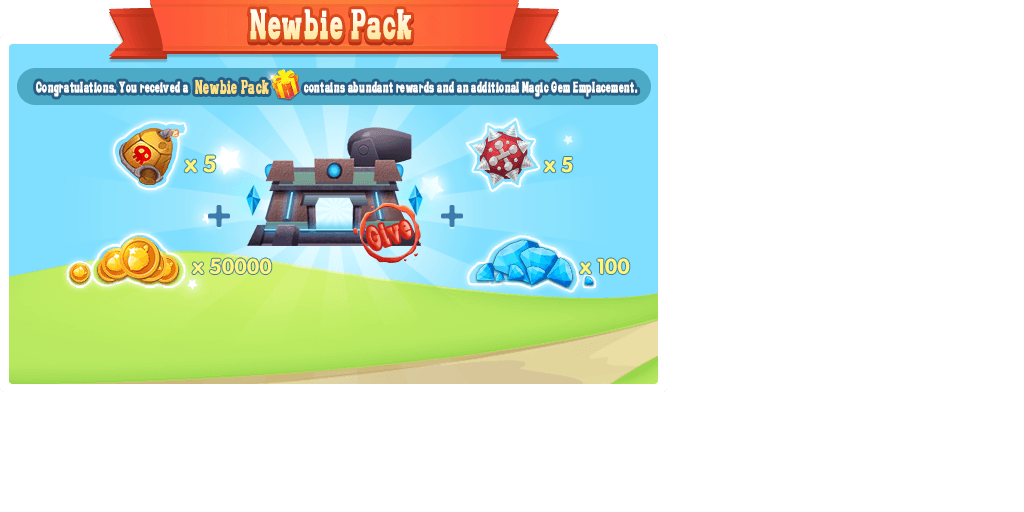 Newbie Pack
Congratulations. You received a Newbie Pack contains abundant rewards and an additional Magic Gem Emplacement.
x 5
x 5
Give
x 50000
x 100